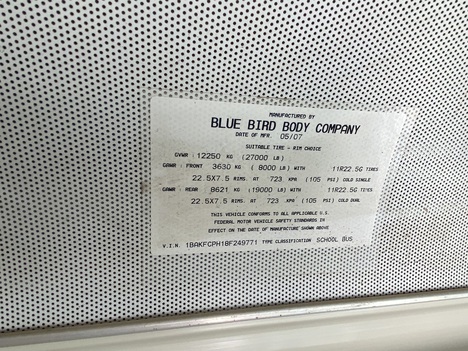 MANUFACTURED BY
BLUE BIRD BODY COMPANY
DATE OF MFR. 05/07
SUITABLE TIRE - RIM CHOICE
GVWR: 12250 KG (27000 LB)
GAWR: FRONT 3630 KG ( 8000 LB) WITH 11R22.5G TIRES
22.5X7.5 RIMS. AT 723 KPA (105 PSI) COLD SINGLE
GAWR: REAR 8621 KG (19000 LB) WITH 11R22.5G TIRES
22.5X7.5 RIMS. AT 723 KPA (105 PSI) COLD DUAL
THIS VEHICLE CONFORMS TO ALL APPLICABLE U.S.
FEDERAL MOTOR VEHICLE SAFETY STANDARDS IN
EFFECT ON THE DATE OF MANUFACTURE SHOWN ABOVE
V.I.N. 1BAKFCPH1BF249771 TYPE CLASSIFICATION SCHOOL BUS